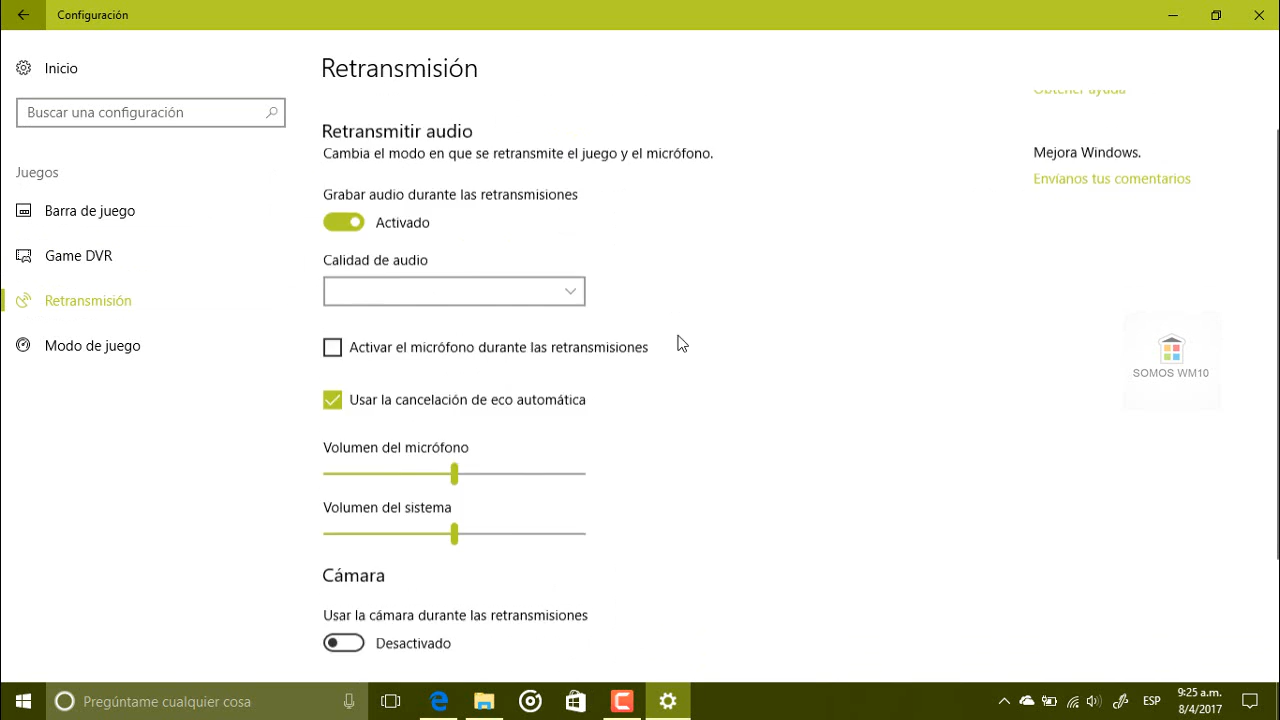 Configuración
Inicio
Buscar una configuración
Juegos
Barra de juego
Game DVR
Retransmisión
Modo de juego
Retransmisión
Retransmitir audio
Cambia el modo en que se retransmite el juego y el micrófono.
Grabar audio durante las retransmisiones
Activado
Calidad de audio
Activar el micrófono durante las retransmisiones
Usar la cancelación de eco automática
Volumen del micrófono
Volumen del sistema
Cámara
Usar la cámara durante las retransmisiones
Desactivado
Obtener ayuda
Mejora Windows.
Envíanos tus comentarios
SOMOS WM10
Pregúntame cualquier cosa
ESP
9:25 a.m.
8/4/2017